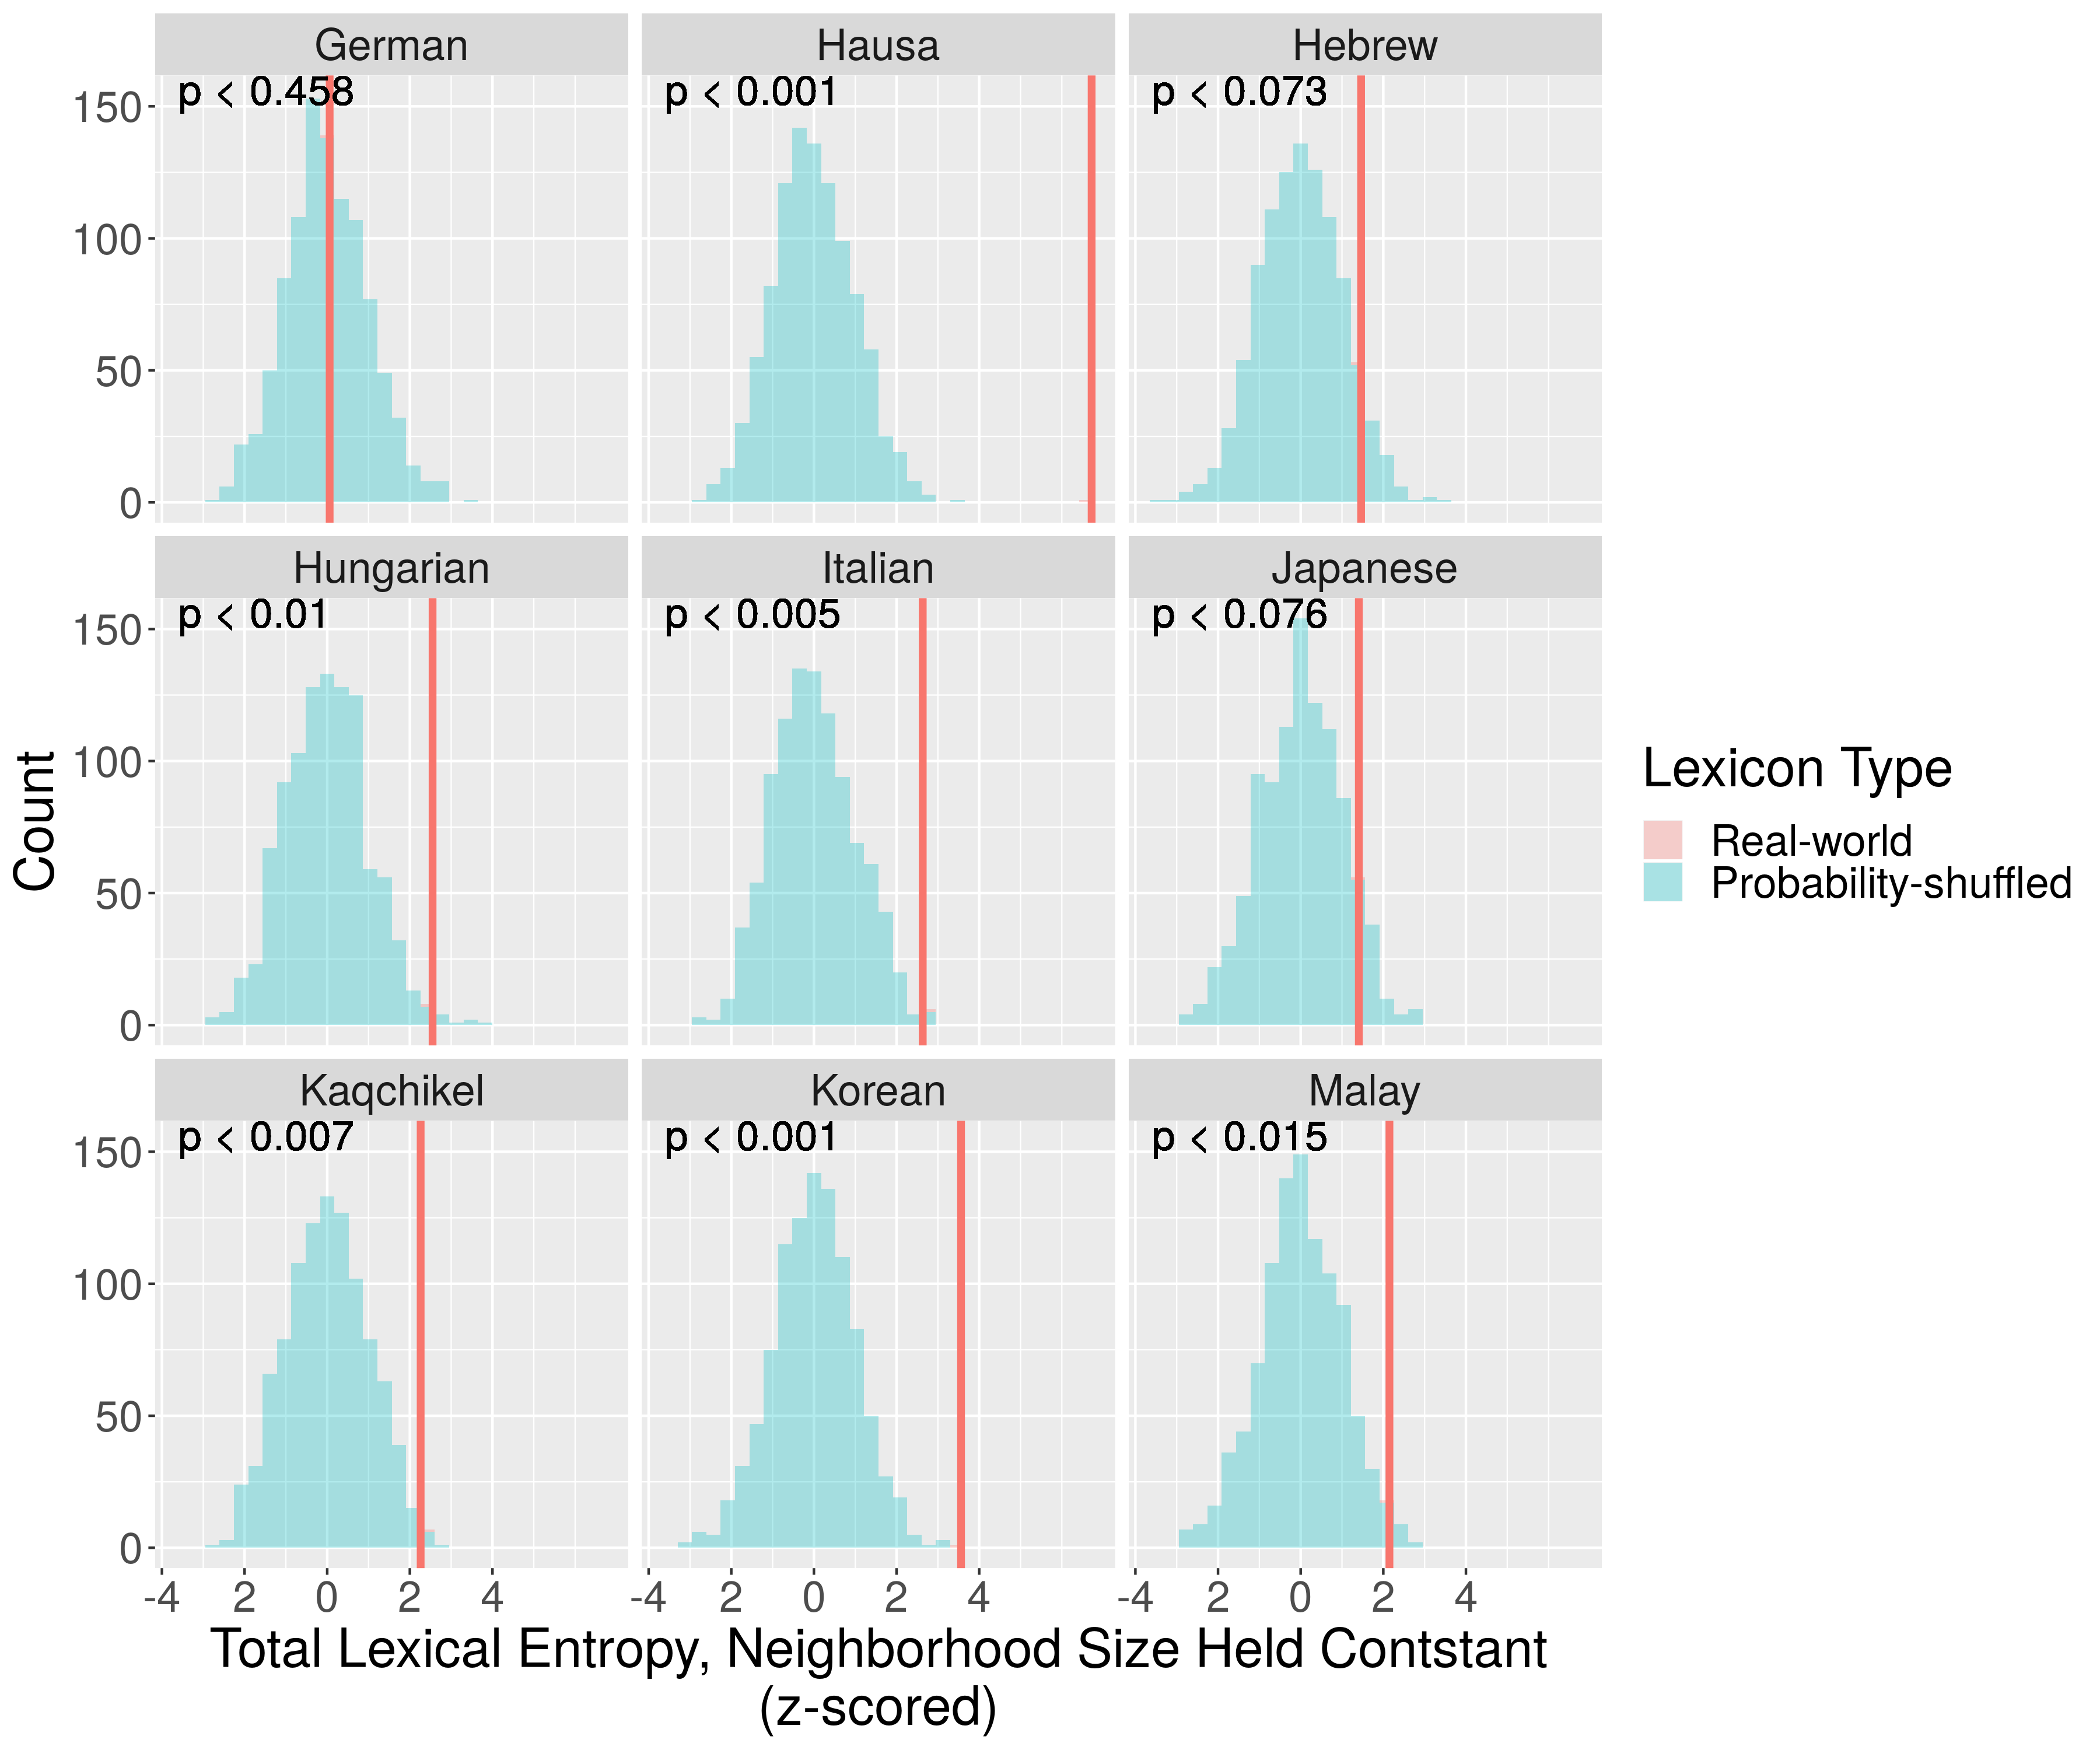 German Hausa Hebrew
p < 0.458 p < 0.001 p < 0.073
150
100
50
0
Hungarian Italian Japanese
p < 0.01 p < 0.005 p < 0.076
150
100
50
0
Count
Kaqchikel Korean Malay
p < 0.007 p < 0.001 p < 0.015
150
100
50
0
-4 2 0 2 4 -4 2 0 2 4 -4 2 0 2 4
Total Lexical Entropy, Neighborhood Size Held Contstant
(z-scored)
Lexicon Type
Real-world
Probability-shuffled